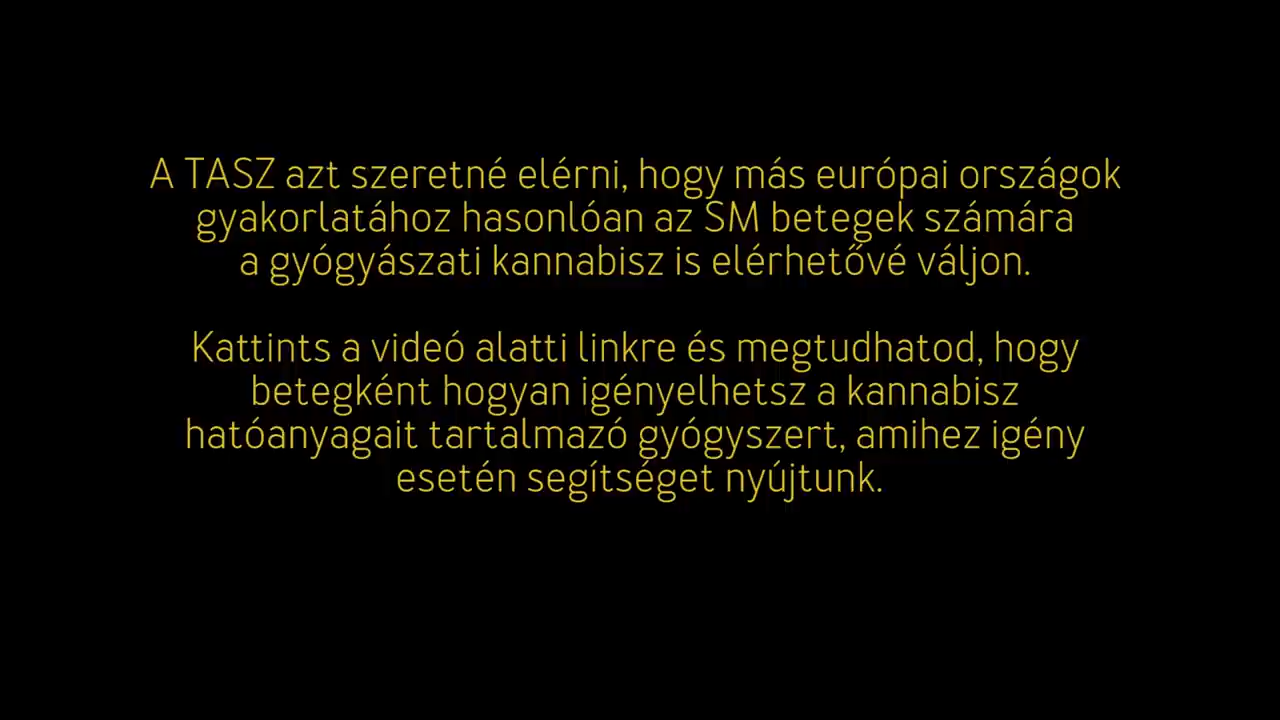 A TASZ azt szeretné elérni, hogy más európai országok
gyakorlatához hasonlóan az SM betegek számára
a gyógyászati kannabisz is elérhetővé váljon.
Kattints a videó alatti linkre és megtudhatod, hogy
betegként hogyan igényelhetsz a kannabisz
hatóanyagait tartalmazó gyógyszert, amihez igény
esetén segítséget nyújtunk.